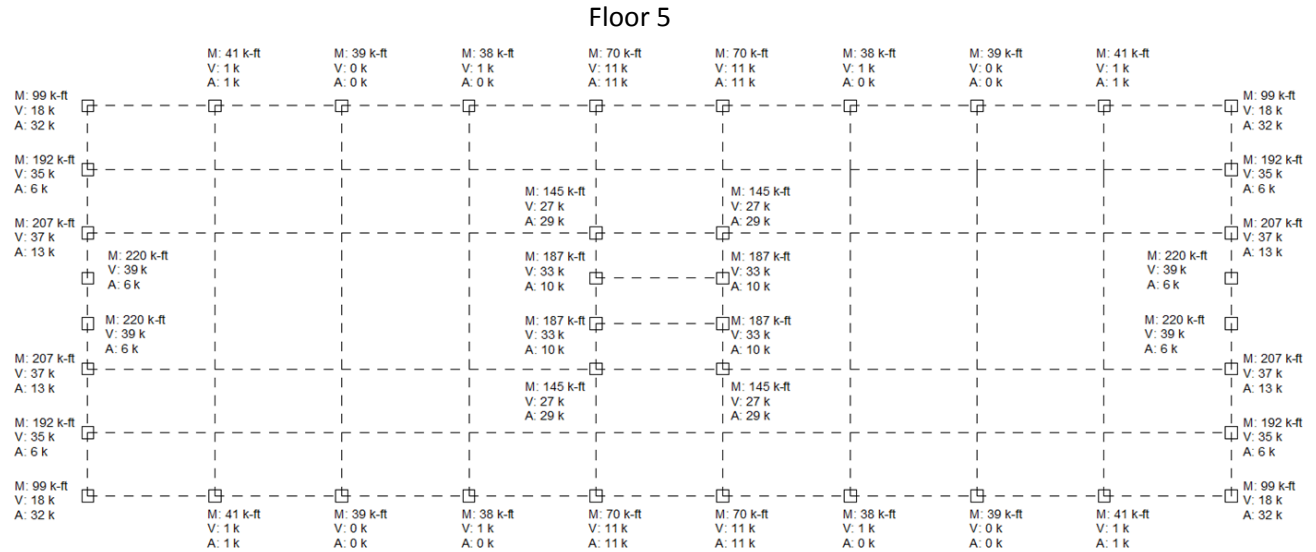 Floor 5
M: 41 k-ft
V: 1 k
A: 1 k
M: 39 k-ft
V: 0 k
A: 0 k
M: 38 k-ft
V: 1 k
A: 0 k
M: 70 k-ft
V: 11 k
A: 11 k
M: 70 k-ft
V: 11 k
A: 11 k
M: 38 k-ft
V: 1 k
A: 0 k
M: 39 k-ft
V: 0 k
A: 0 k
M: 41 k-ft
V: 1 k
A: 1 k
M: 99 k-ft
V: 18 k
A: 32 k
M: 99 k-ft
V: 18 k
A: 32 k
M: 192 k-ft
V: 35 k
A: 6 k
M: 192 k-ft
V: 35 k
A: 6 k
M: 145 k-ft
V: 27 k
A: 29 k
M: 145 k-ft
V: 27 k
A: 29 k
M: 207 k-ft
V: 37 k
A: 13 k
M: 207 k-ft
V: 37 k
A: 13 k
M: 220 k-ft
V: 39 k
A: 6 k
M: 187 k-ft
V: 33 k
A: 10 k
M: 187 k-ft
V: 33 k
A: 10 k
M: 220 k-ft
V: 39 k
A: 6 k
M: 220 k-ft
V: 39 k
A: 6 k
M: 187 k-ft
V: 33 k
A: 10 k
M: 187 k-ft
V: 33 k
A: 10 k
M: 220 k-ft
V: 39 k
A: 6 k
M: 207 k-ft
V: 37 k
A: 13 k
M: 207 k-ft
V: 37 k
A: 13 k
M: 145 k-ft
V: 27 k
A: 29 k
M: 145 k-ft
V: 27 k
A: 29 k
M: 192 k-ft
V: 35 k
A: 6 k
M: 192 k-ft
V: 35 k
A: 6 k
M: 99 k-ft
V: 18 k
A: 32 k
M: 99 k-ft
V: 18 k
A: 32 k
M: 41 k-ft
V: 1 k
A: 1 k
M: 39 k-ft
V: 0 k
A: 0 k
M: 38 k-ft
V: 1 k
A: 0 k
M: 70 k-ft
V: 11 k
A: 11 k
M: 70 k-ft
V: 11 k
A: 11 k
M: 38 k-ft
V: 1 k
A: 0 k
M: 39 k-ft
V: 0 k
A: 0 k
M: 41 k-ft
V: 1 k
A: 1 k